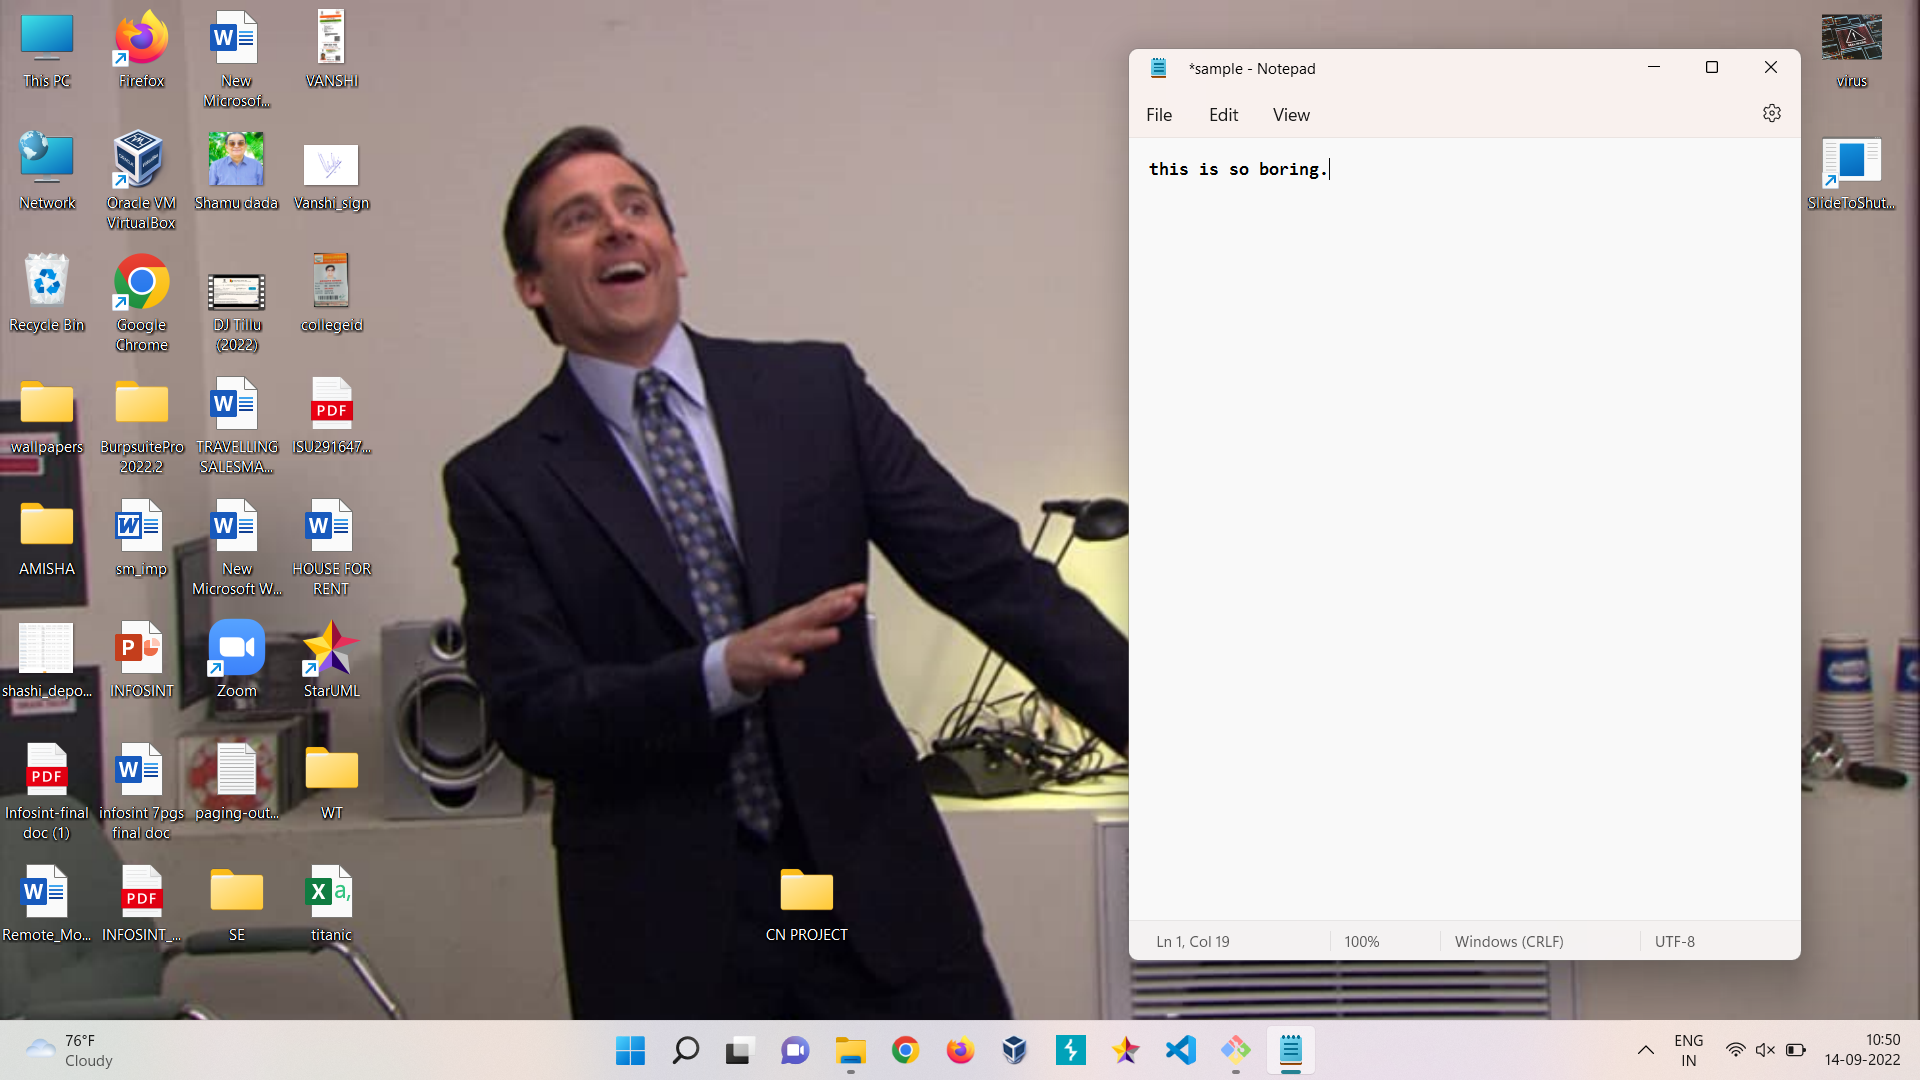 This PC
Firefox
New
Microsof...
VANSHI
Network
Oracle VM
VirtualBox
Shamu dada
Vanshi_sign
Recycle Bin
Google
Chrome
DJ Tillu
(2022)
collegeid
wallpapers
BurpsuitePro
2022.2
TRAVELLING
SALESMA...
PDF
ISU291647...
AMISHA
sm_imp
New
Microsoft W...
HOUSE FOR
RENT
shashi_depo...
INFOSINT
Zoom
StarUML
PDF
Infosint-final
doc (1)
infosint 7pgs
final doc
paging-out...
WT
Remote_Mo...
PDF
INFOSINT_...
SE
titanic
CN PROJECT
*sample - Notepad
File Edit View
this is so boring.
Ln 1, Col 19 100% Windows (CRLF) UTF-8
virus
SlideToShut...
76°F
Cloudy
ENG
IN
10:50
14-09-2022